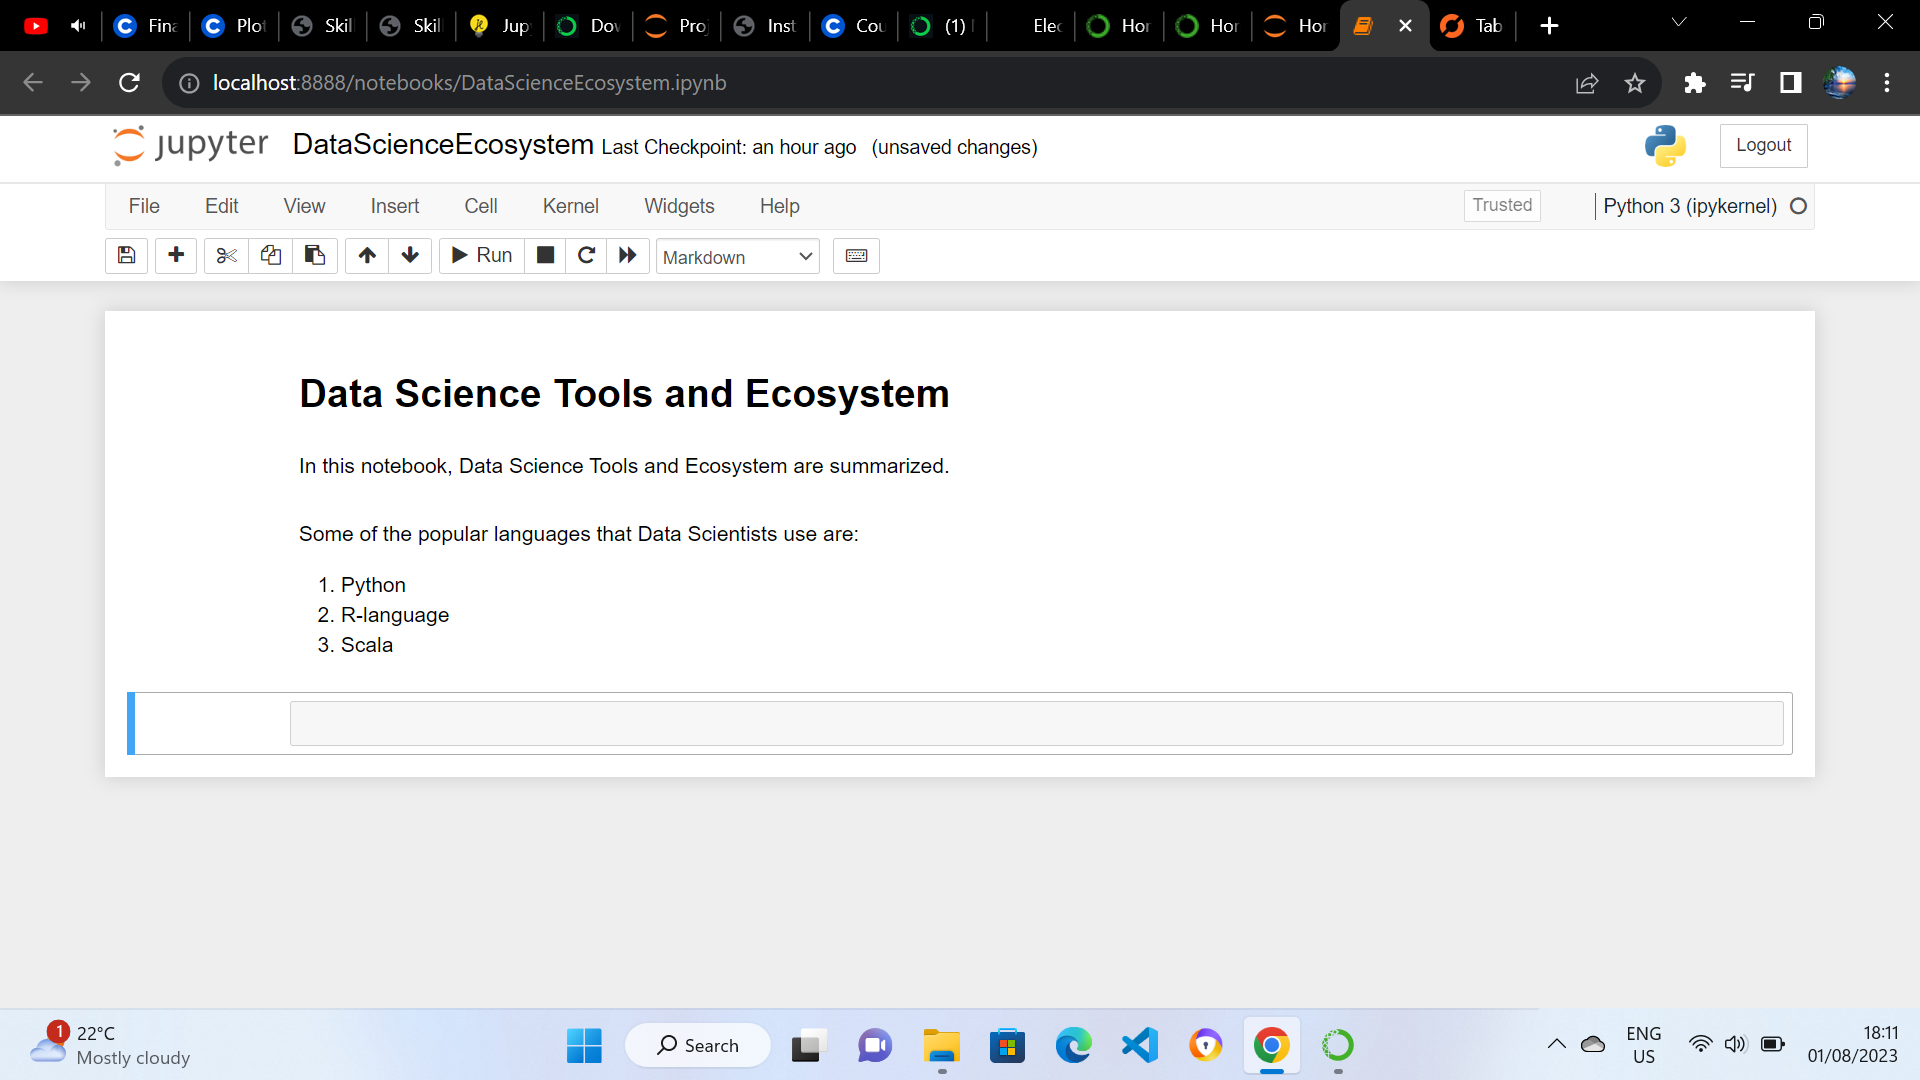 Fina Plot Skil Skil Jup Dow Proj Inst Cou (1) Elec Hor Hor Hor Tab
localhost:8888/notebooks/DataScienceEcosystem.ipynb
jupyter DataScienceEcosystem Last Checkpoint: an hour ago (unsaved changes) Logout
File Edit View Insert Cell Kernel Widgets Help Trusted Python 3 (ipykernel)
Run Markdown
Data Science Tools and Ecosystem
In this notebook, Data Science Tools and Ecosystem are summarized.
Some of the popular languages that Data Scientists use are:
1. Python
2. R-language
3. Scala
1 22°C
Mostly cloudy
Search
ENG
US
18:11
01/08/2023